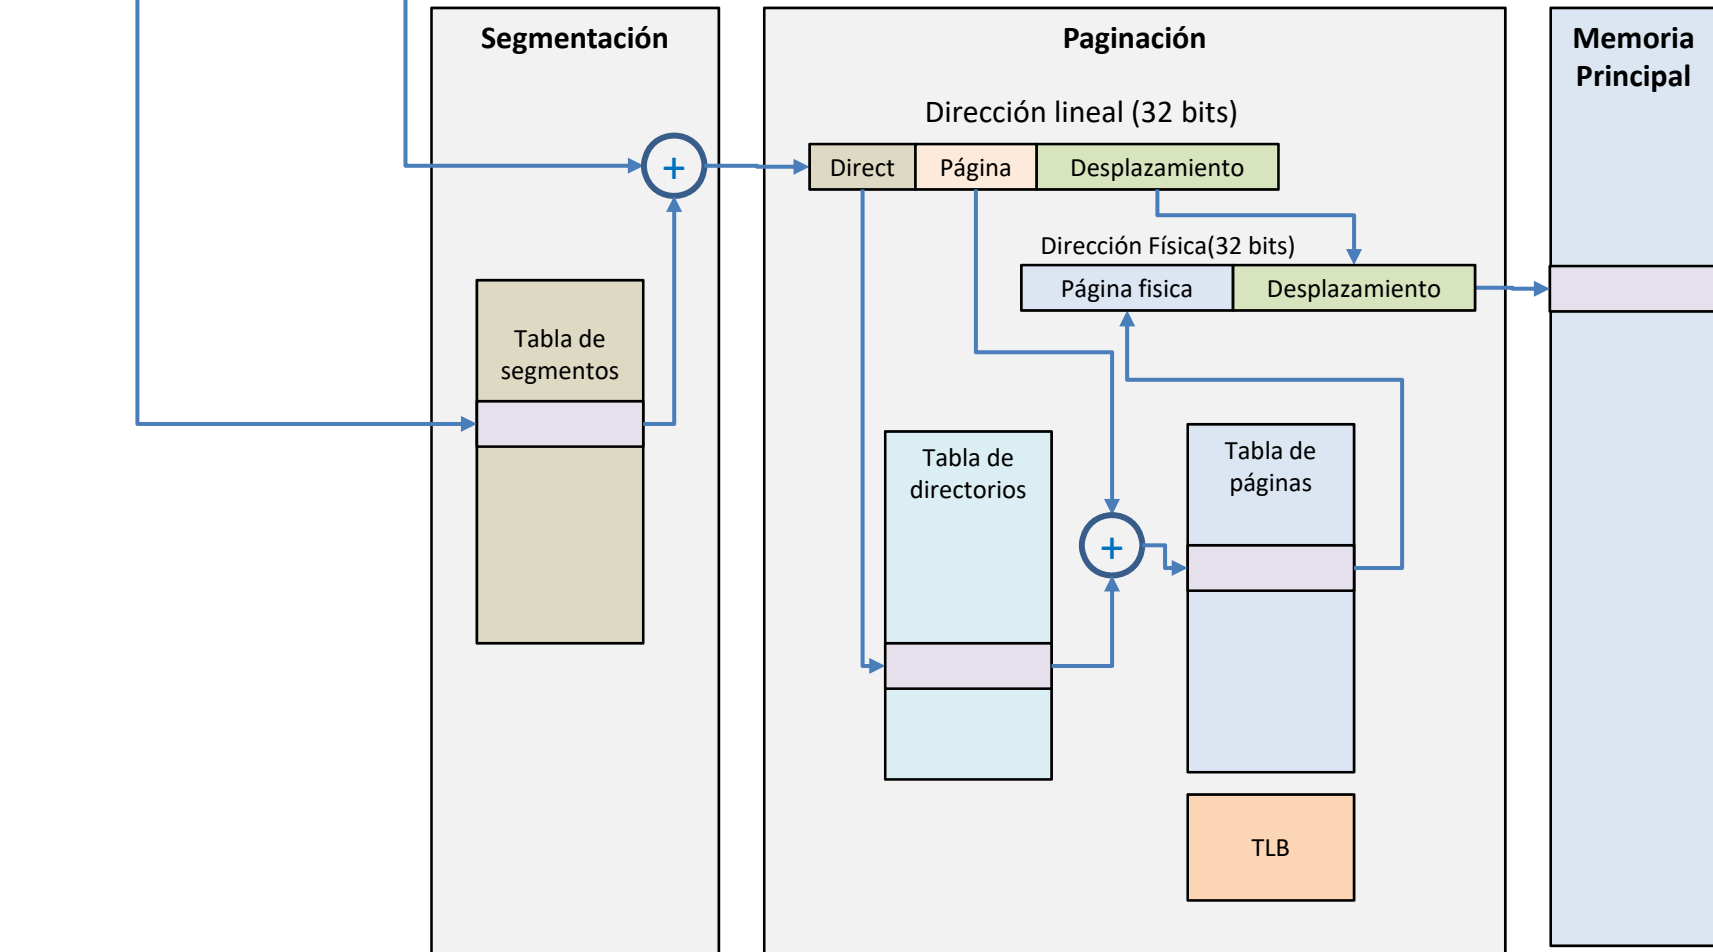 Segmentación
Paginación
Memoria
Principal
Dirección lineal (32 bits)
+
Direct
Página
Desplazamiento
Dirección Física(32 bits)
Página fisica
Desplazamiento
Tabla de
segmentos
Tabla de
directorios
Tabla de
páginas
+
TLB